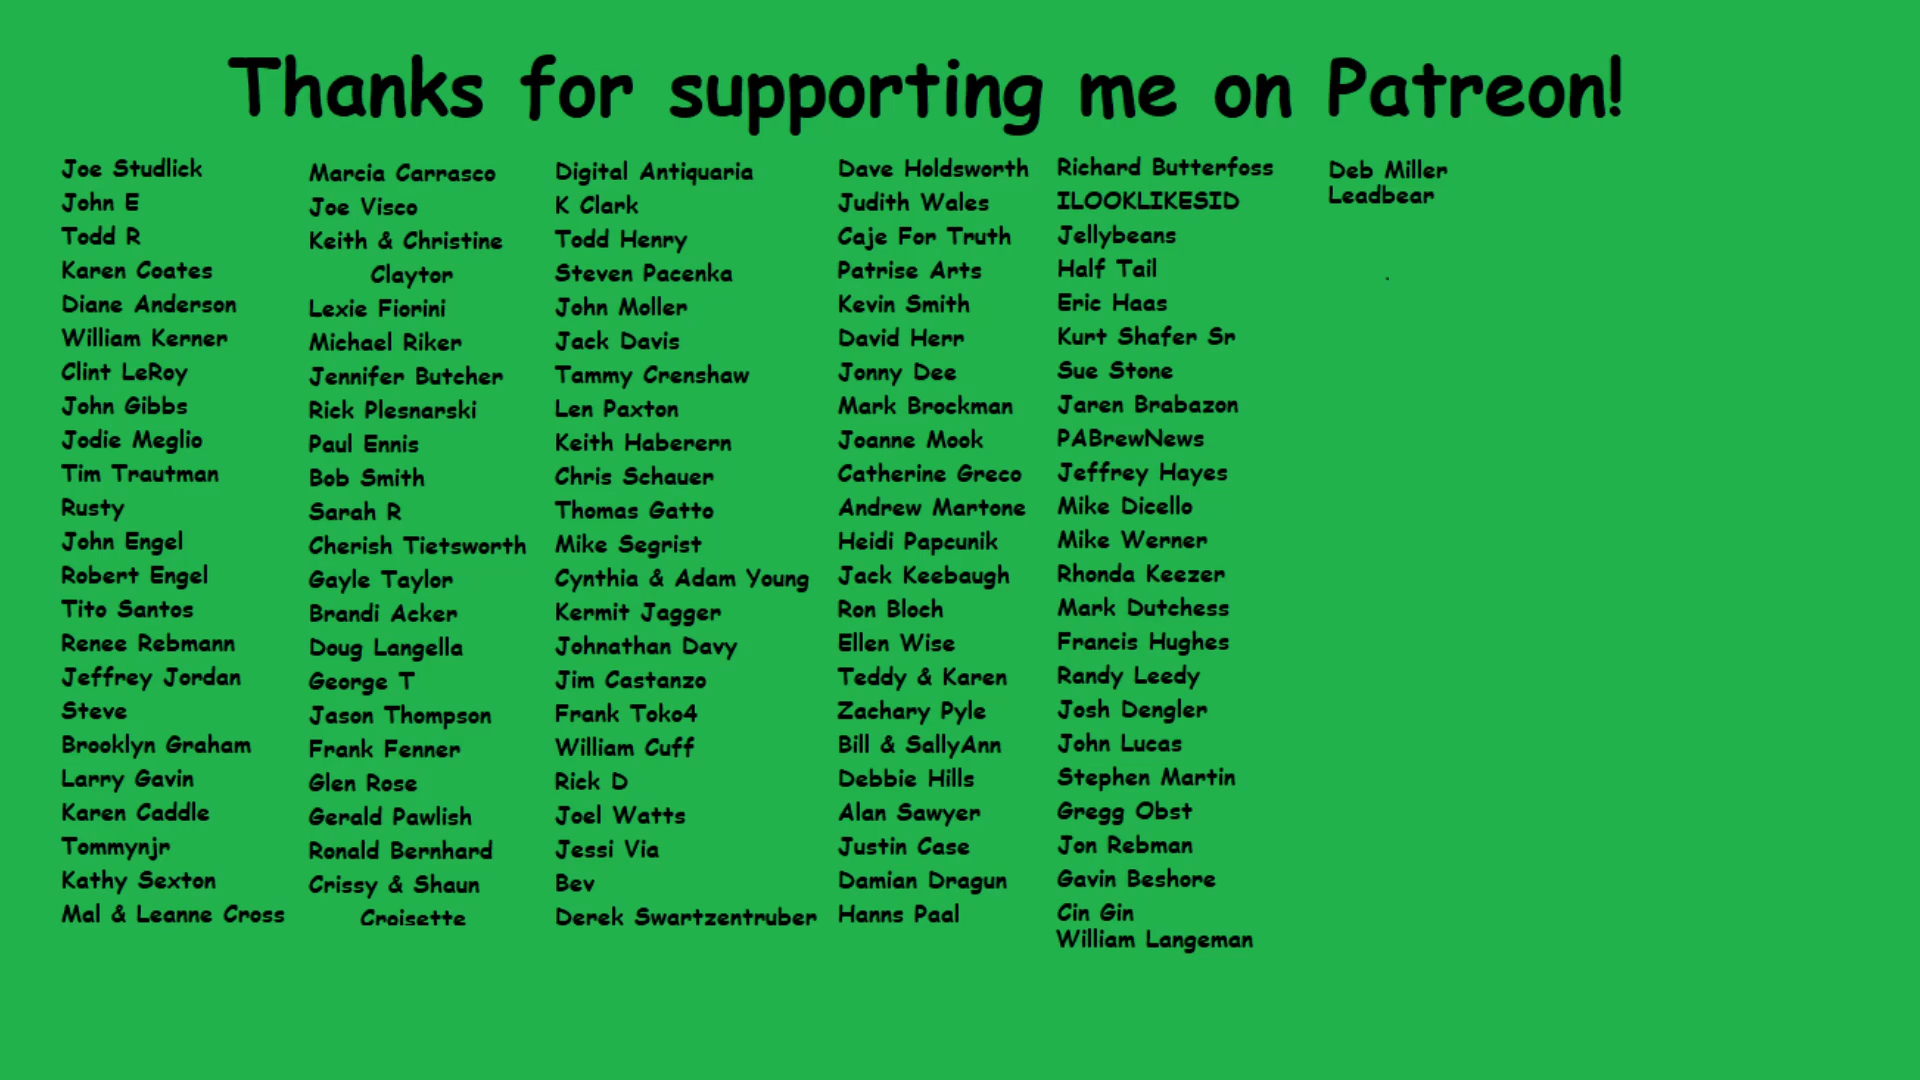 Thanks for supporting me on Patreon!
Joe Studlick
John E
Todd R
Karen Coates
Diane Anderson
William Kerner
Clint LeRoy
John Gibbs
Jodie Meglio
Tim Trautman
Rusty
John Engel
Robert Engel
Tito Santos
Renee Rebmann
Jeffrey Jordan
Steve
Brooklyn Graham
Larry Gavin
Karen Caddle
Tommynjr
Kathy Sexton
Mal & Leanne Cross
Marcia Carrasco
Joe Visco
Keith & Christine
Claytor
Lexie Fiorini
Michael Riker
Jennifer Butcher
Rick Plesnarski
Paul Ennis
Bob Smith
Sarah R
Cherish Tietsworth
Gayle Taylor
Brandi Acker
Doug Langella
George T
Jason Thompson
Frank Fenner
Glen Rose
Gerald Pawlish
Ronald Bernhard
Crissy & Shaun
Croisette
Digital Antiquaria
K Clark
Todd Henry
Steven Pacenka
John Moller
Jack Davis
Tammy Crenshaw
Len Paxton
Keith Haberern
Chris Schauer
Thomas Gatto
Mike Segrist
Cynthia & Adam Young
Kermit Jagger
Johnathan Davy
Jim Castanzo
Frank Toko4
William Cuff
Rick D
Joel Watts
Jessi Via
Bev
Derek Swartzentruber
Dave Holdsworth
Judith Wales
Caje For Truth
Patrise Arts
Kevin Smith
David Herr
Jonny Dee
Mark Brockman
Joanne Mook
Catherine Greco
Andrew Martone
Heidi Papcunik
Jack Keebaugh
Ron Bloch
Ellen Wise
Teddy & Karen
Zachary Pyle
Bill & SallyAnn
Debbie Hills
Alan Sawyer
Justin Case
Damian Dragun
Hanns Paal
Richard Butterfoss
ILOOKLIKESID
Jellybeans
Half Tail
Eric Haas
Kurt Shafer Sr
Sue Stone
Jaren Brabazon
PABrewNews
Jeffrey Hayes
Mike Dicello
Mike Werner
Rhonda Keezer
Mark Dutchess
Francis Hughes
Randy Leedy
Josh Dengler
John Lucas
Stephen Martin
Gregg Obst
Jon Rebman
Gavin Beshore
Cin Gin
William Langeman
Deb Miller
Leadbear